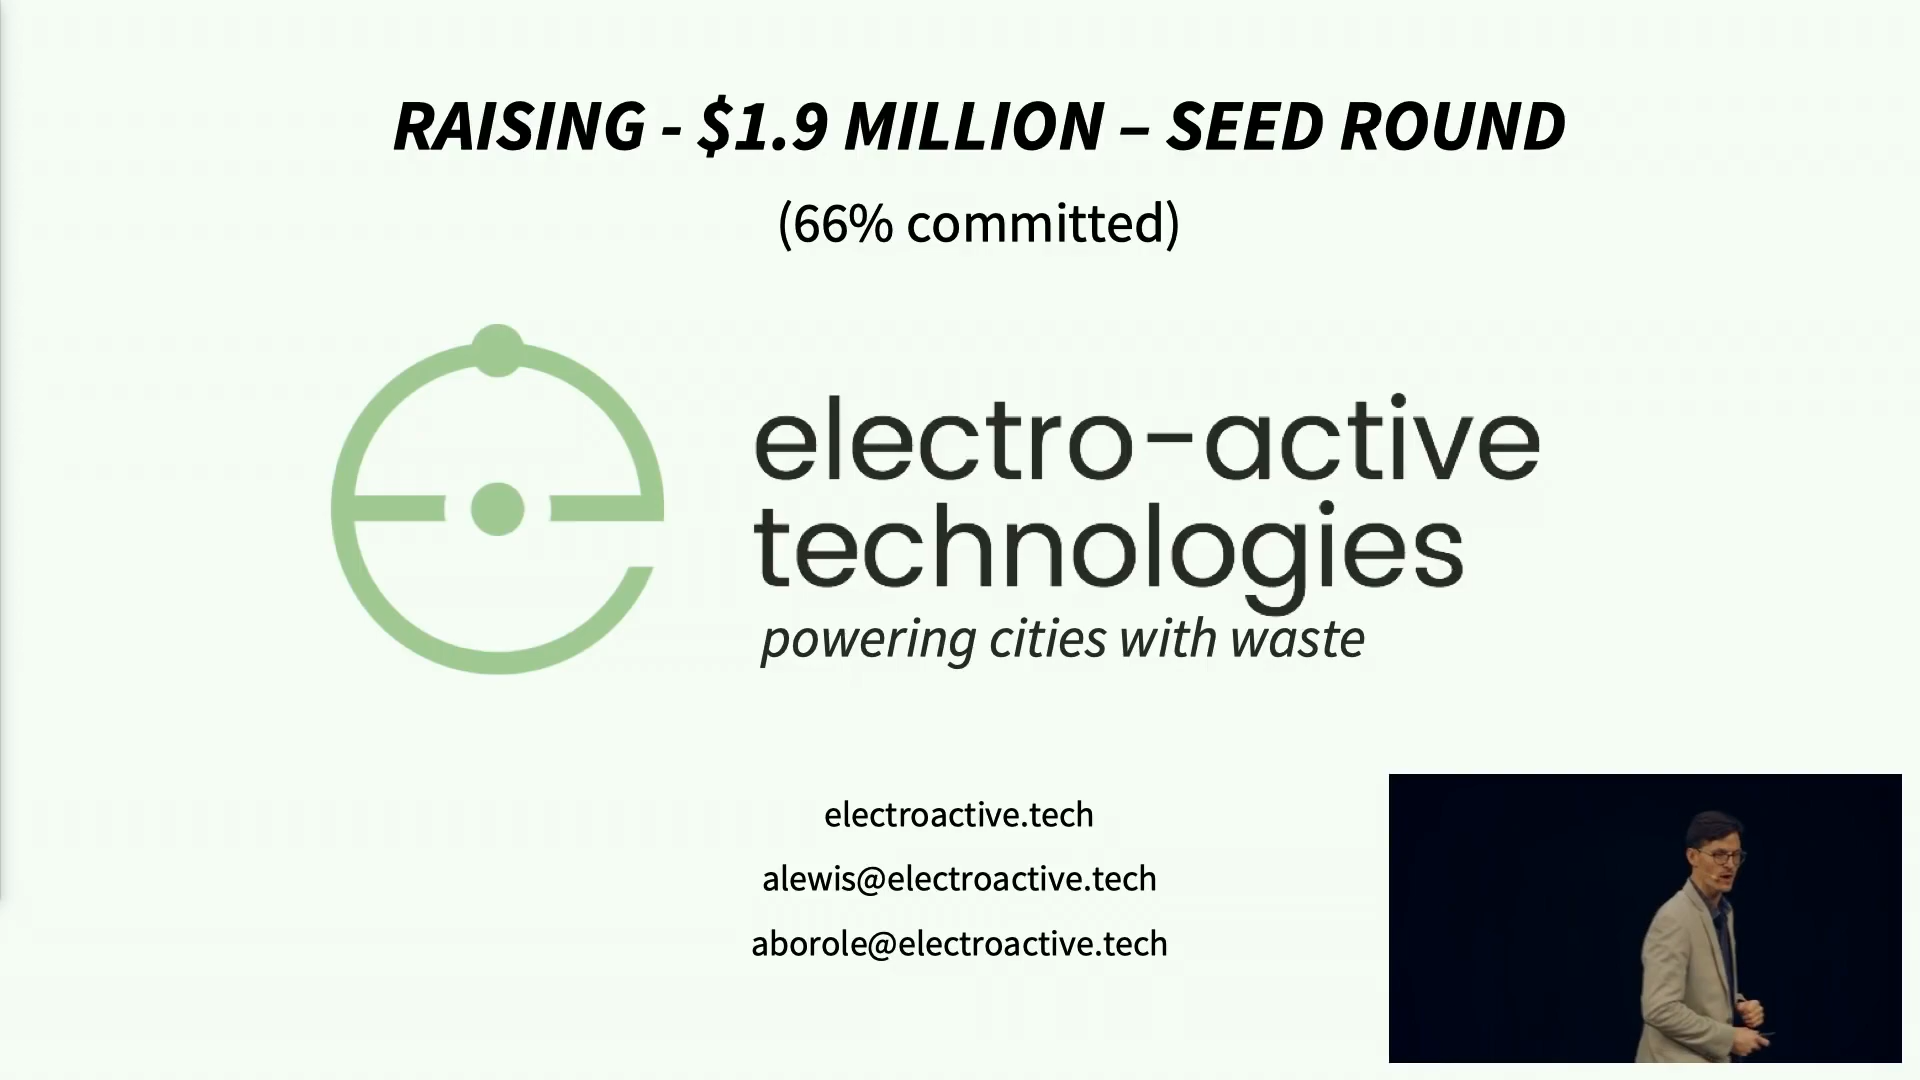 RAISING - $1.9 MILLION – SEED ROUND
(66% committed)
electro-active
technologies
powering cities with waste
electroactive.tech
alewis@electroactive.tech
aborole@electroactive.tech